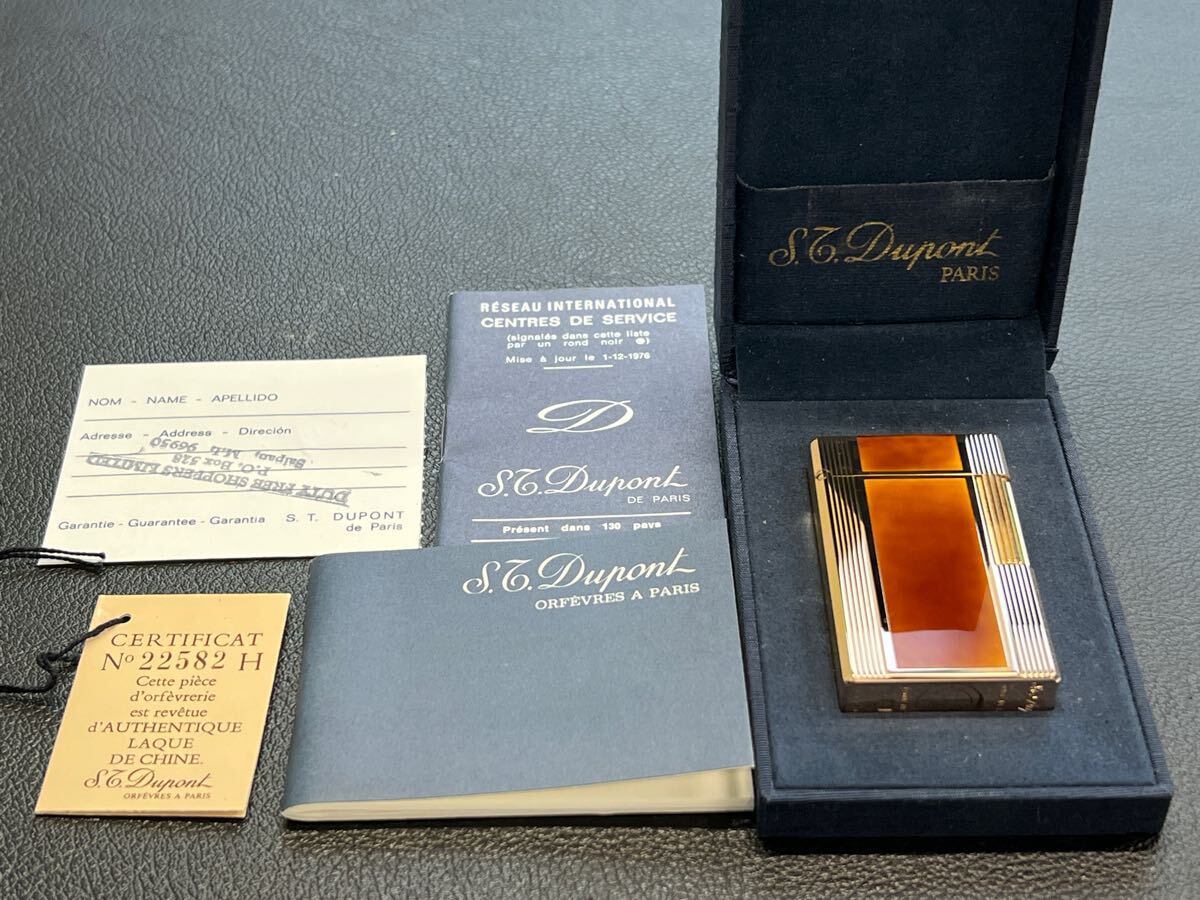 S.T. Dupont
PARIS
RÉSEAU INTERNATIONAL
CENTRES DE SERVICE
(signalés dans cette liste
par un rond noir ●)
Mise à jour le 1-12-1976
D
S.T. Dupont
DE PARIS
Présent dans 130 pays
NOM - NAME - APELLIDO
Adresse - Address - Direción
DUTY FREE SHOPPERS LIMITED
P.O. Box 528
Saipan, M.I. 96950
Garantie - Guarantee - Garantia S. T. DUPONT
de Paris
S.T. Dupont
ORFÈVRES A PARIS
CERTIFICAT
No 22582 H
Cette pièce
d'orfèvrerie
est revêtue
d'AUTHENTIQUE
LAQUE
DE CHINE.
S.T. Dupont
ORFÈVRES A PARIS